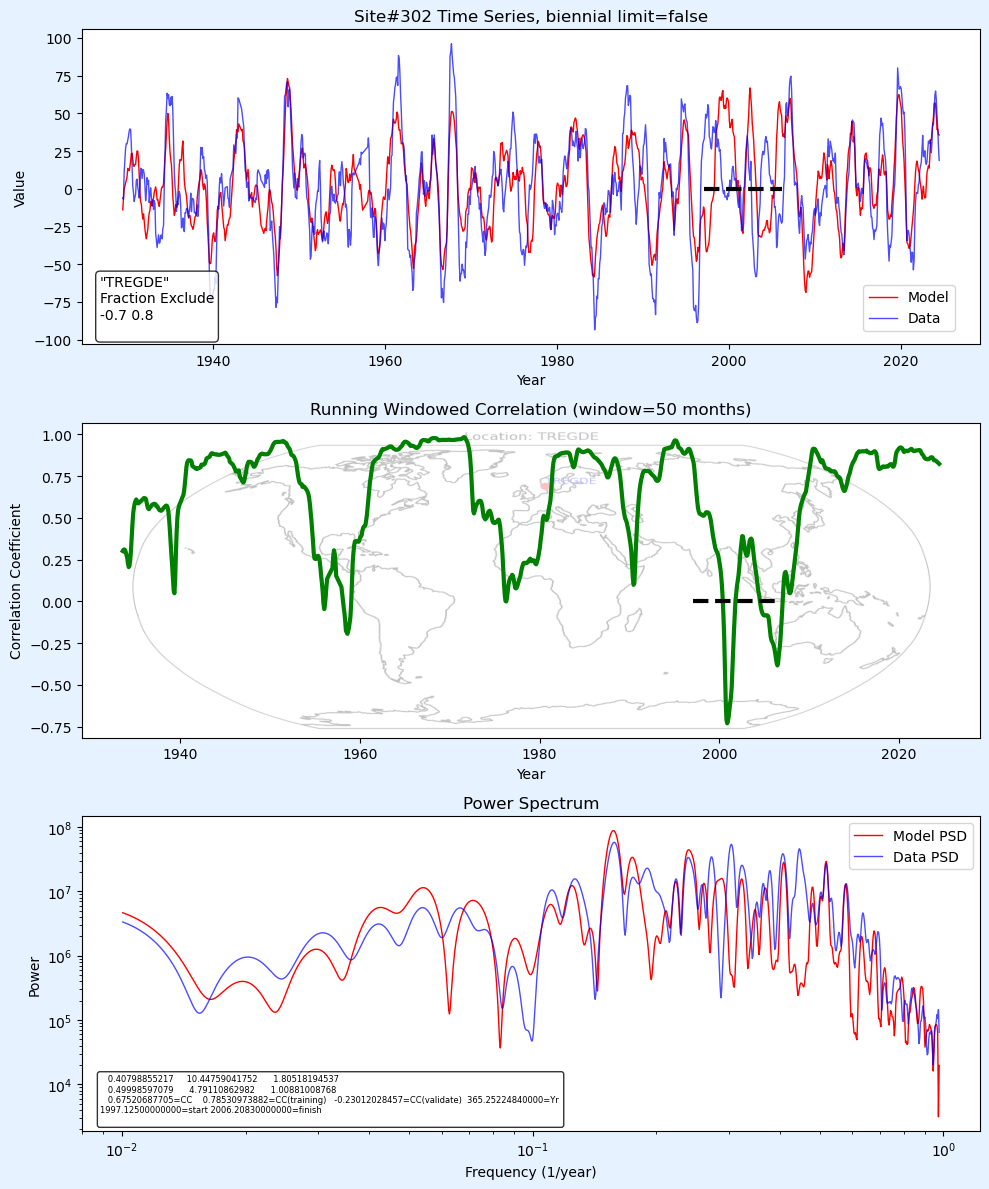 Site#302 Time Series, biennial limit=false
100
75
50
25
0
−25
−50
−75
−100
Value
"TREGDE"
Fraction Exclude
-0.7 0.8
Model
Data
1940
1960
1980
2000
2020
Year
Running Windowed Correlation (window=50 months)
Location: TREGDE
TREGDE
1.00
0.75
0.50
0.25
0.00
−0.25
−0.50
−0.75
Correlation Coefficient
1940
1960
1980
2000
2020
Year
Power Spectrum
Model PSD
Data PSD
10^8
10^7
10^6
10^5
10^4
Power
0.40798855217 10.44759041752 1.80518194537
0.49998597079 4.79110862982 1.00881008768
0.67520687705=CC 0.78530973882=CC(training) -0.23012028457=CC(validate) 365.25224840000=Yr
1997.12500000000=start 2006.20830000000=finish
10^−2
10^−1
10^0
Frequency (1/year)